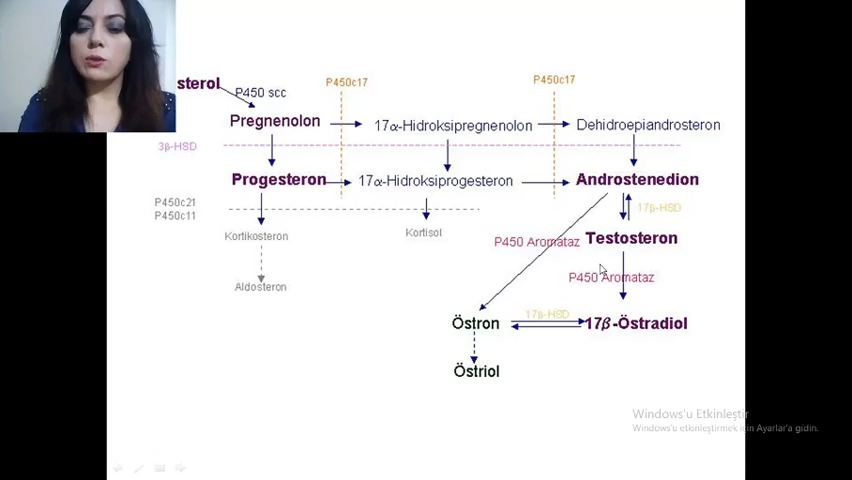 sterol
P450 scc
P450c17
P450c17
Pregnenolon
17α-Hidroksipregnenolon
Dehidroepiandrosteron
3β-HSD
Progesteron
17α-Hidroksiprogesteron
Androstenedion
P450c21
P450c11
17β-HSD
Kortikosteron
Kortisol
P450 Aromataz
Testosteron
Aldosteron
P450 Aromataz
Östron
17β-HSD
17β-Östradiol
Östriol
Windows'u Etkinleştir
Windows'u etkinleştirmek için Ayarlar'a gidin.